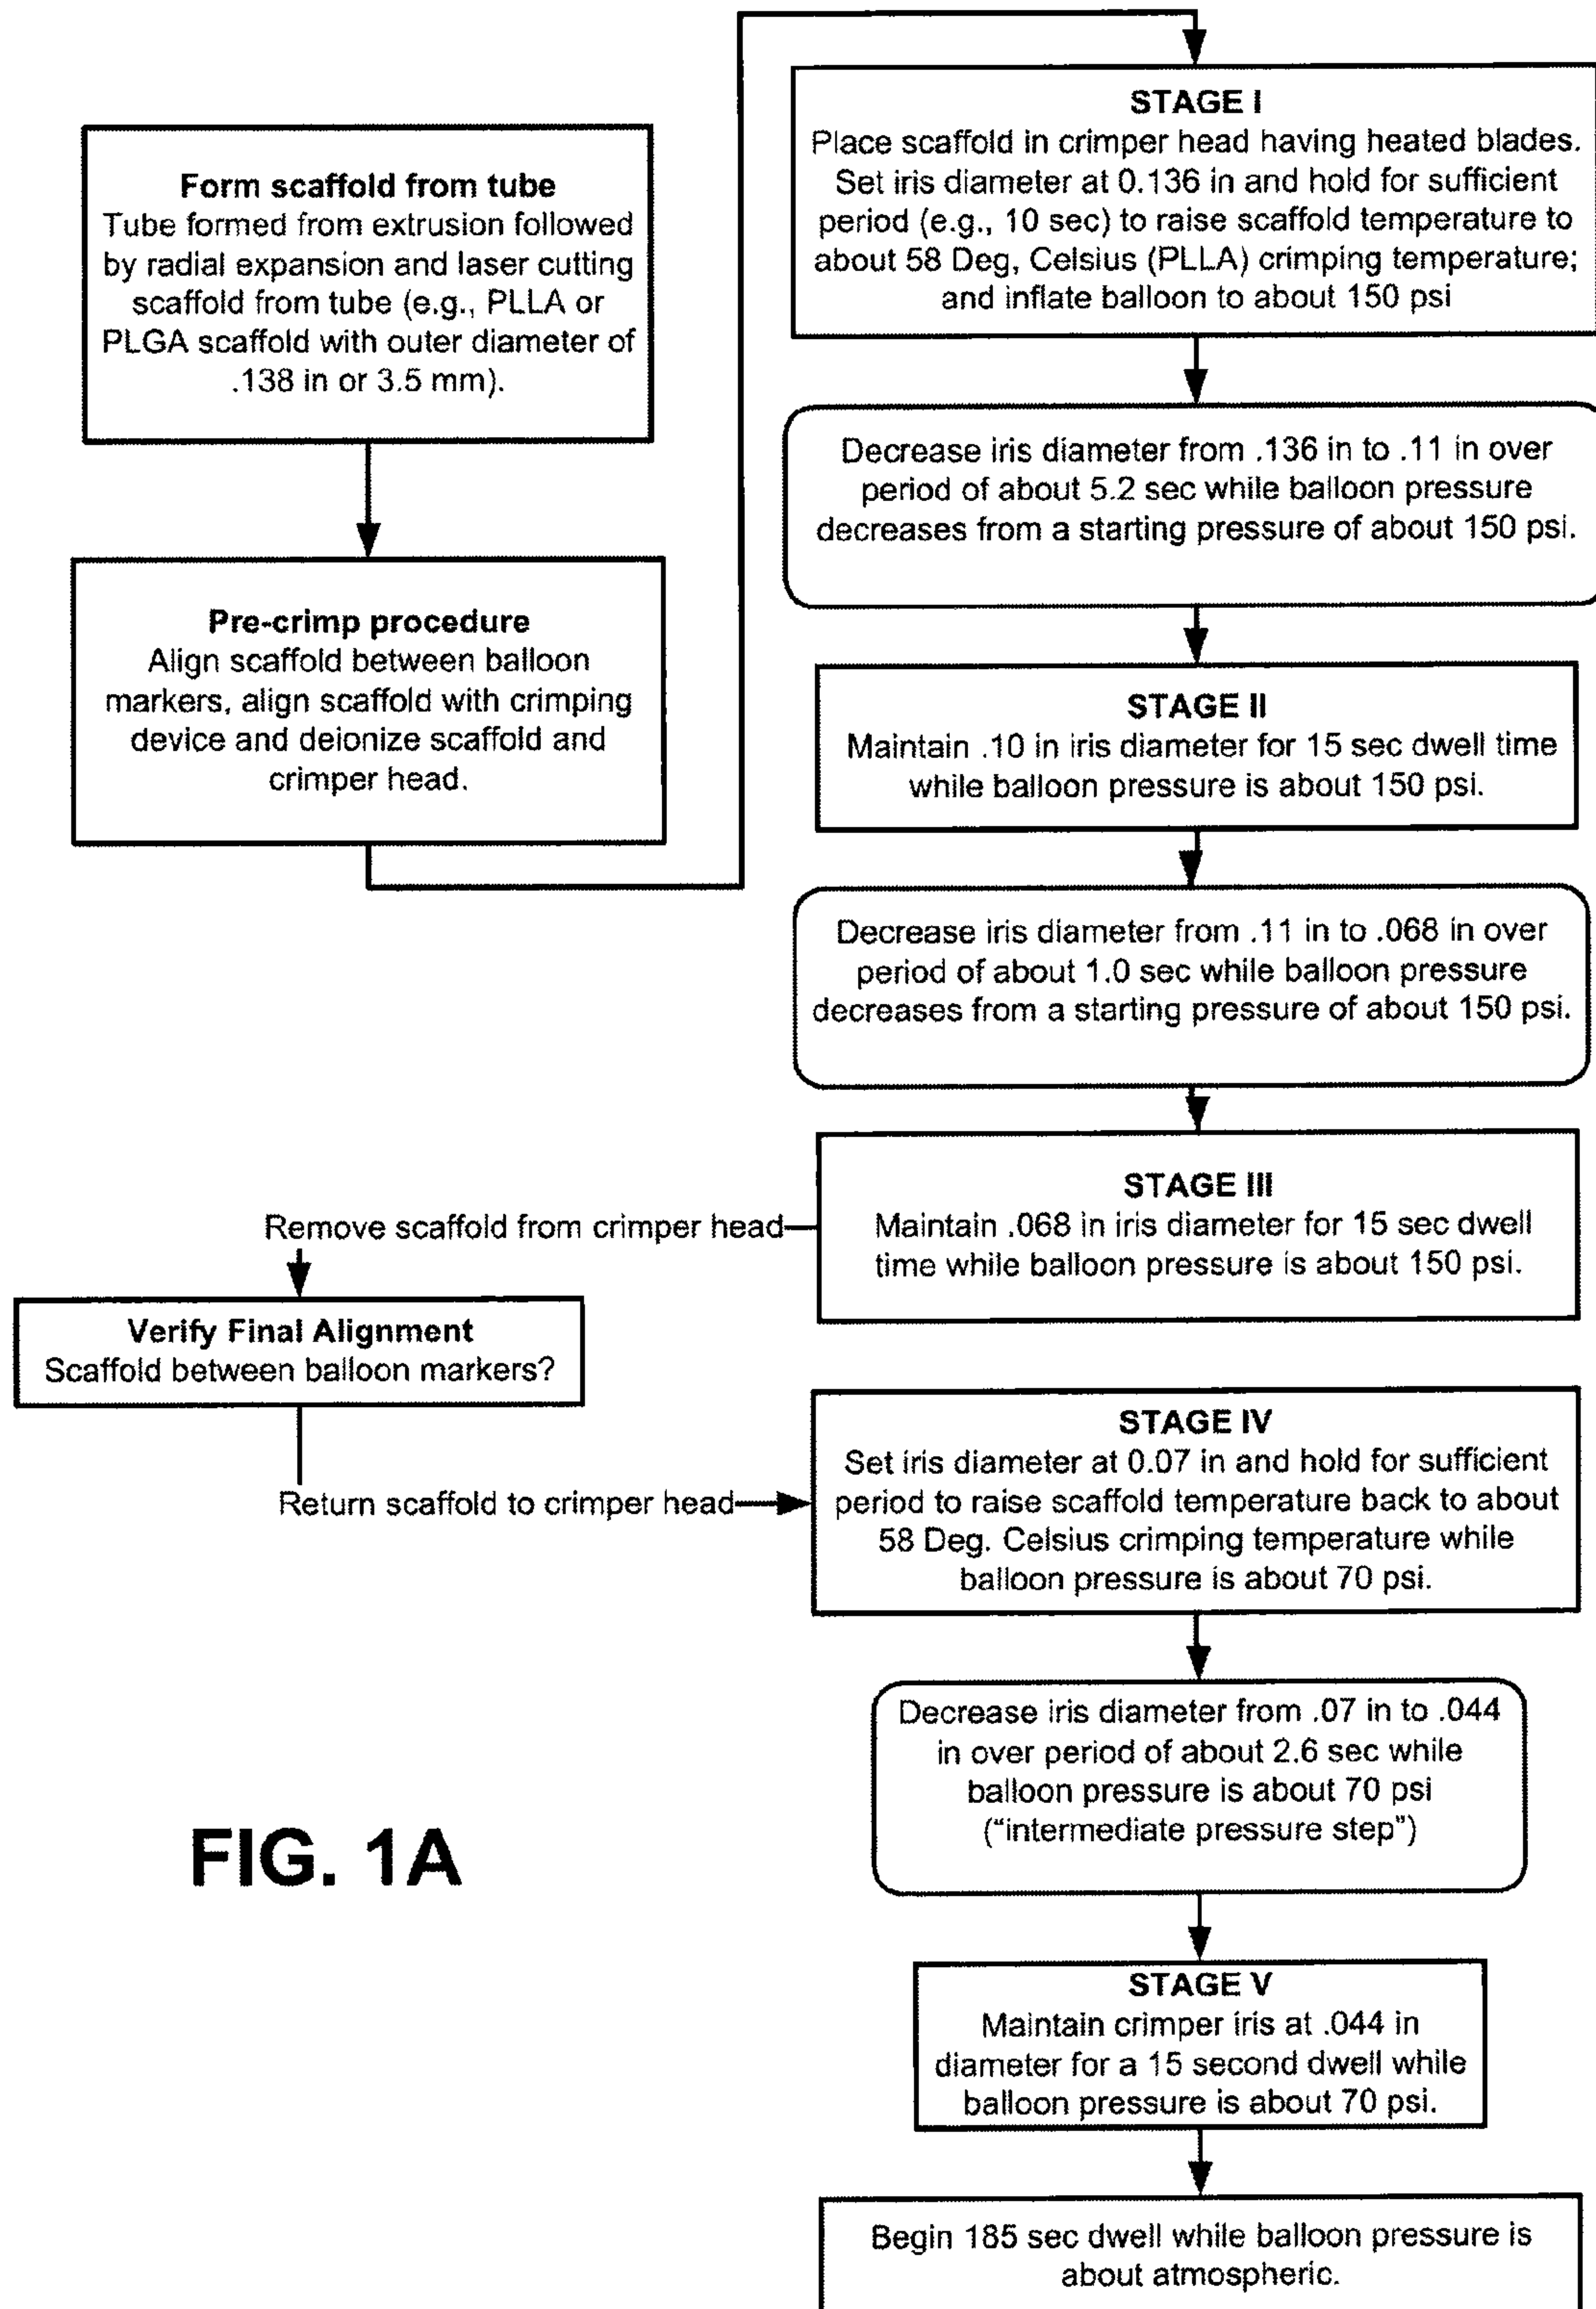 Form scaffold from tube
Tube formed from extrusion followed
by radial expansion and laser cutting
scaffold from tube (e.g., PLLA or
PLGA scaffold with outer diameter of
.138 in or 3.5 mm).
Pre-crimp procedure
Align scaffold between balloon
markers, align scaffold with crimping
device and deionize scaffold and
crimper head.
STAGE I
Place scaffold in crimper head having heated blades.
Set iris diameter at 0.136 in and hold for sufficient
period (e.g., 10 sec) to raise scaffold temperature to
about 58 Deg, Celsius (PLLA) crimping temperature;
and inflate balloon to about 150 psi
Decrease iris diameter from .136 in to .11 in over
period of about 5.2 sec while balloon pressure
decreases from a starting pressure of about 150 psi.
STAGE II
Maintain .10 in iris diameter for 15 sec dwell time
while balloon pressure is about 150 psi.
Decrease iris diameter from .11 in to .068 in over
period of about 1.0 sec while balloon pressure
decreases from a starting pressure of about 150 psi.
STAGE III
Maintain .068 in iris diameter for 15 sec dwell
time while balloon pressure is about 150 psi.
Remove scaffold from crimper head
Verify Final Alignment
Scaffold between balloon markers?
Return scaffold to crimper head
STAGE IV
Set iris diameter at 0.07 in and hold for sufficient
period to raise scaffold temperature back to about
58 Deg. Celsius crimping temperature while
balloon pressure is about 70 psi.
Decrease iris diameter from .07 in to .044
in over period of about 2.6 sec while
balloon pressure is about 70 psi
("intermediate pressure step")
STAGE V
Maintain crimper iris at .044 in
diameter for a 15 second dwell while
balloon pressure is about 70 psi.
Begin 185 sec dwell while balloon pressure is
about atmospheric.
FIG. 1A